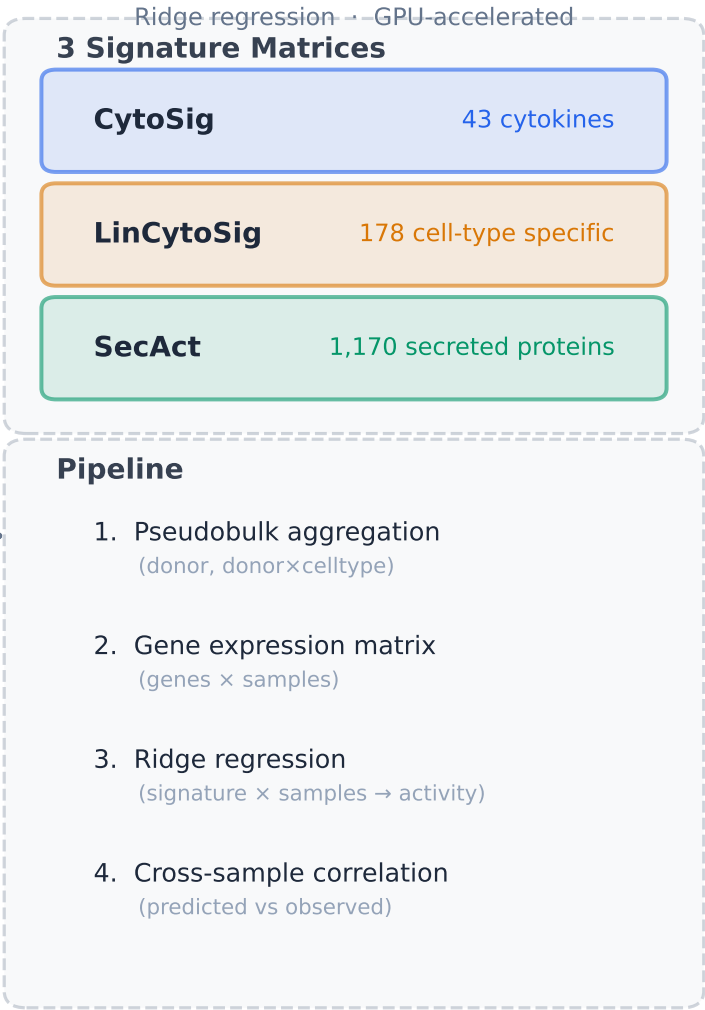 Ridge regression · GPU-accelerated
3 Signature Matrices
CytoSig 43 cytokines
LinCytoSig 178 cell-type specific
SecAct 1,170 secreted proteins
Pipeline
1. Pseudobulk aggregation
(donor, donor×celltype)
2. Gene expression matrix
(genes × samples)
3. Ridge regression
(signature × samples → activity)
4. Cross-sample correlation
(predicted vs observed)